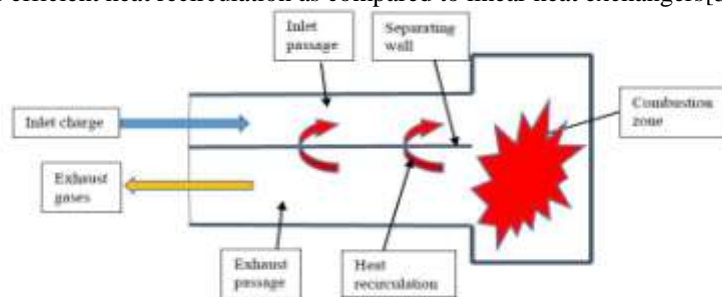 efficient heat recirculation as compared to linear heat exchangers[
Inlet
passage
Separating
wall
Combustion
zone
Inlet charge
Exhaust
gases
Exhaust
passage
Heat
recirculation